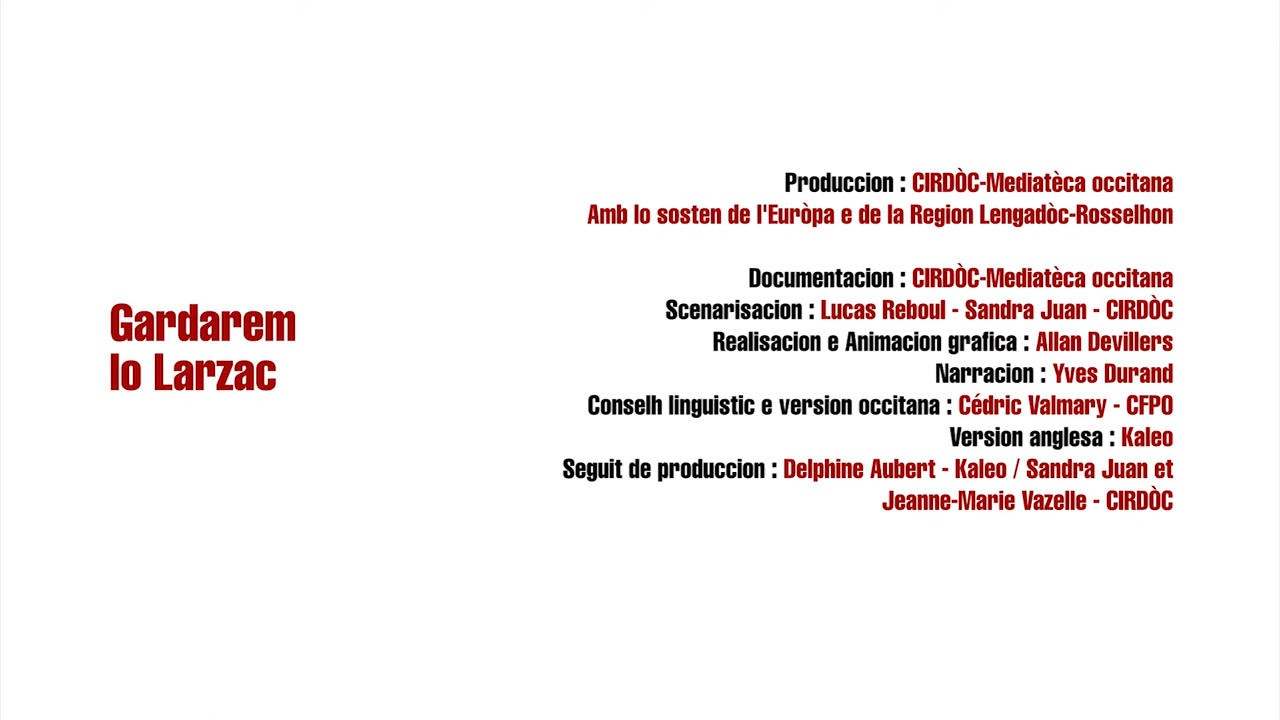 Gardarem
lo Larzac
Produccion : CIRDÒC-Mediatèca occitana
Amb lo sosten de l'Euròpa e de la Region Lengadòc-Rosselhon
Documentacion : CIRDÒC-Mediatèca occitana
Scenarisacion : Lucas Reboul - Sandra Juan - CIRDÒC
Realisacion e Animacion grafica : Allan Devillers
Narracion : Yves Durand
Conselh linguistic e version occitana : Cédric Valmary - CFPO
Version anglesa : Kaleo
Seguit de produccion : Delphine Aubert - Kaleo / Sandra Juan et
Jeanne-Marie Vazelle - CIRDÒC